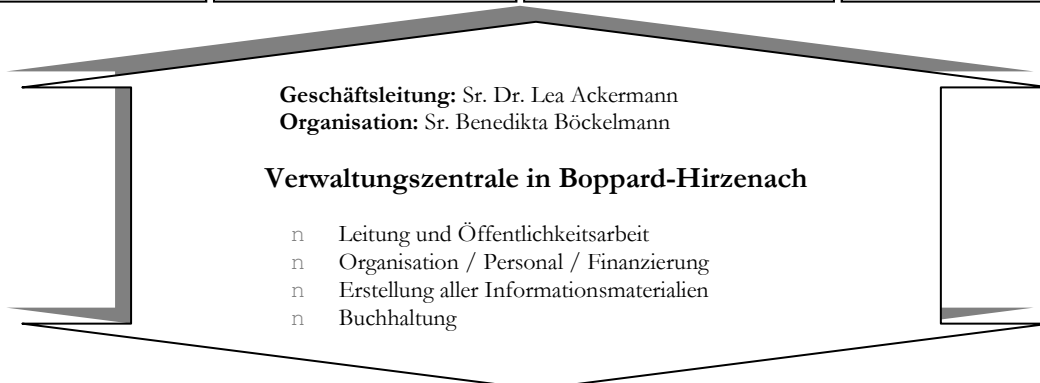 Geschäftsleitung: Sr. Dr. Lea Ackermann
Organisation: Sr. Benedikta Böckelmann
Verwaltungszentrale in Boppard-Hirzenach
n Leitung und Öffentlichkeitsarbeit
n Organisation / Personal / Finanzierung
n Erstellung aller Informationsmaterialien
n Buchhaltung